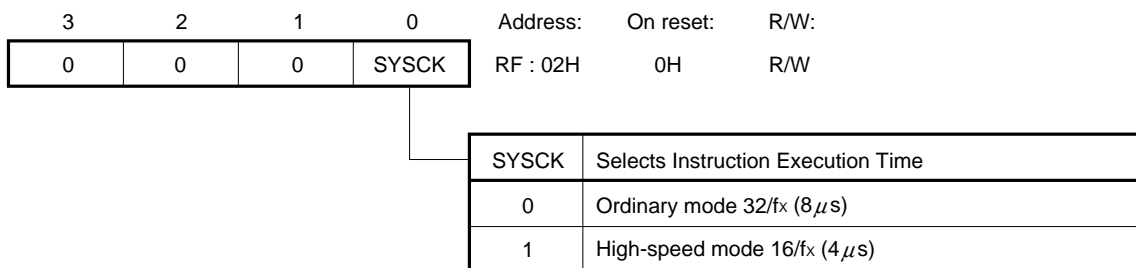 3 2 1 0 Address: On reset: R/W:
0 0 0 SYSCK RF : 02H 0H R/W
SYSCK Selects Instruction Execution Time
0 Ordinary mode 32/fx (8μs)
1 High-speed mode 16/fx (4μs)